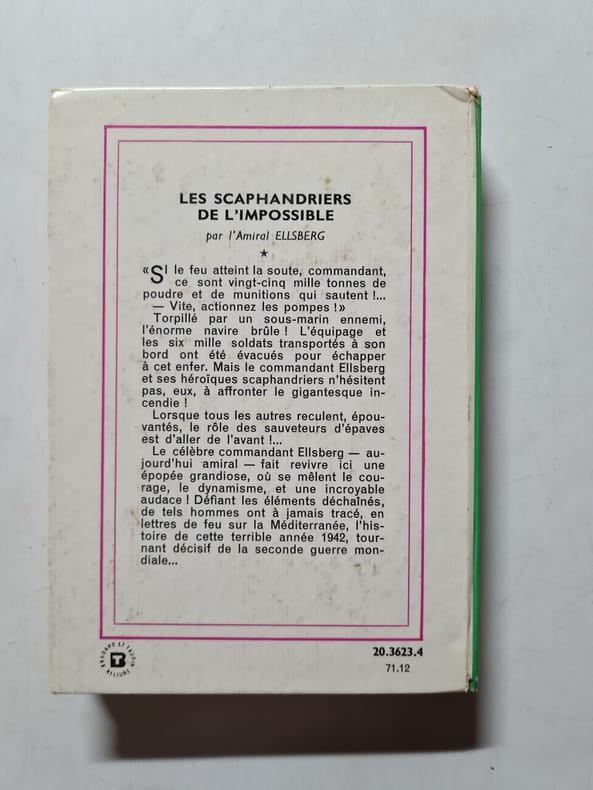 LES SCAPHANDRIERS
DE L'IMPOSSIBLE
par l'Amiral ELLSBERG
★
«SI le feu atteint la soute, commandant,
ce sont vingt-cinq mille tonnes de
poudre et de munitions qui sautent !...
— Vite, actionnez les pompes !»
Torpillé par un sous-marin ennemi,
l'énorme navire brûle ! L'équipage et
les six mille soldats transportés à son
bord ont été évacués pour échapper
à cet enfer. Mais le commandant Ellsberg
et ses héroïques scaphandriers n'hésitent
pas, eux, à affronter le gigantesque in-
cendie !
Lorsque tous les autres reculent, épou-
vantés, le rôle des sauveteurs d'épaves
est d'aller de l'avant !...
Le célèbre commandant Ellsberg — au-
jourd'hui amiral — fait revivre ici une
épopée grandiose, où se mêlent le cou-
rage, le dynamisme, et une incroyable
audace ! Défiant les éléments déchaînés,
de tels hommes ont à jamais tracé, en
lettres de feu sur la Méditerranée, l'his-
toire de cette terrible année 1942, tour-
nant décisif de la seconde guerre mon-
diale...
BRODARD ET TAUPIN
RELIURE
20.3623.4
71.12